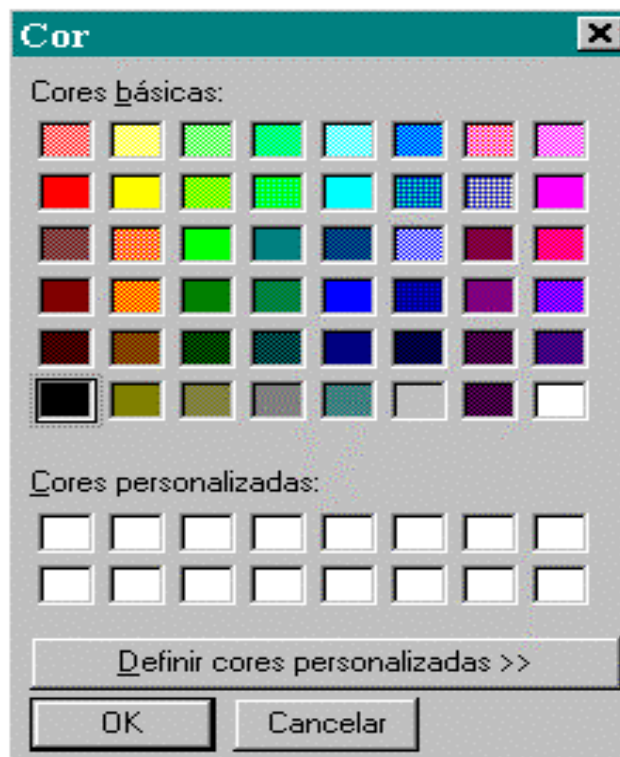 Cor
Cores básicas:
Cores personalizadas:
Definir cores personalizadas >>
OK Cancelar